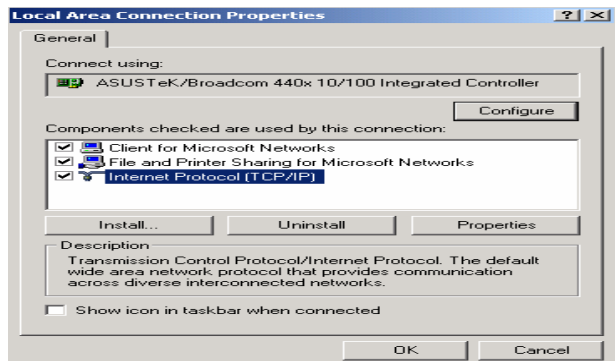 Local Area Connection Properties
General
Connect using:
ASUSTeK/Broadcom 440x 10/100 Integrated Controller
Configure
Components checked are used by this connection:
Client for Microsoft Networks
File and Printer Sharing for Microsoft Networks
Internet Protocol (TCP/IP)
Install... Uninstall Properties
Description
Transmission Control Protocol/Internet Protocol. The default
wide area network protocol that provides communication
across diverse interconnected networks.
Show icon in taskbar when connected
OK Cancel